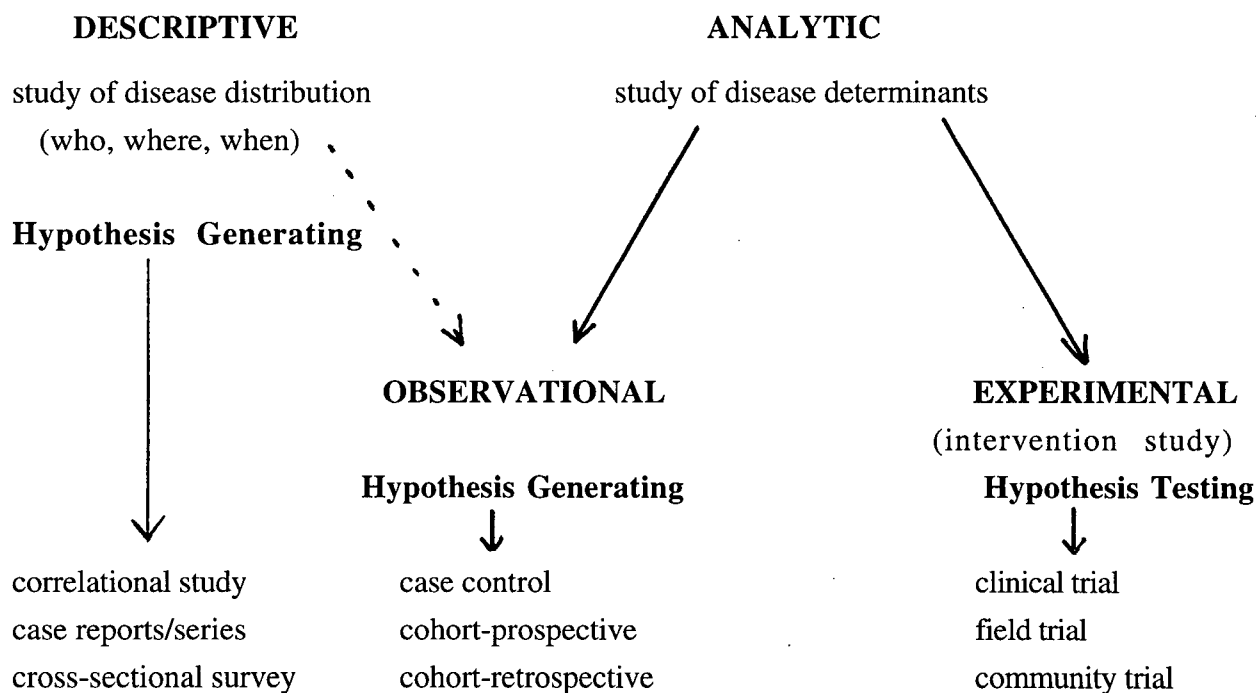 DESCRIPTIVE
study of disease distribution
(who, where, when)
Hypothesis Generating
correlational study
case reports/series
cross-sectional survey
ANALYTIC
study of disease determinants
OBSERVATIONAL
Hypothesis Generating
case control
cohort-prospective
cohort-retrospective
EXPERIMENTAL
(intervention study)
Hypothesis Testing
clinical trial
field trial
community trial